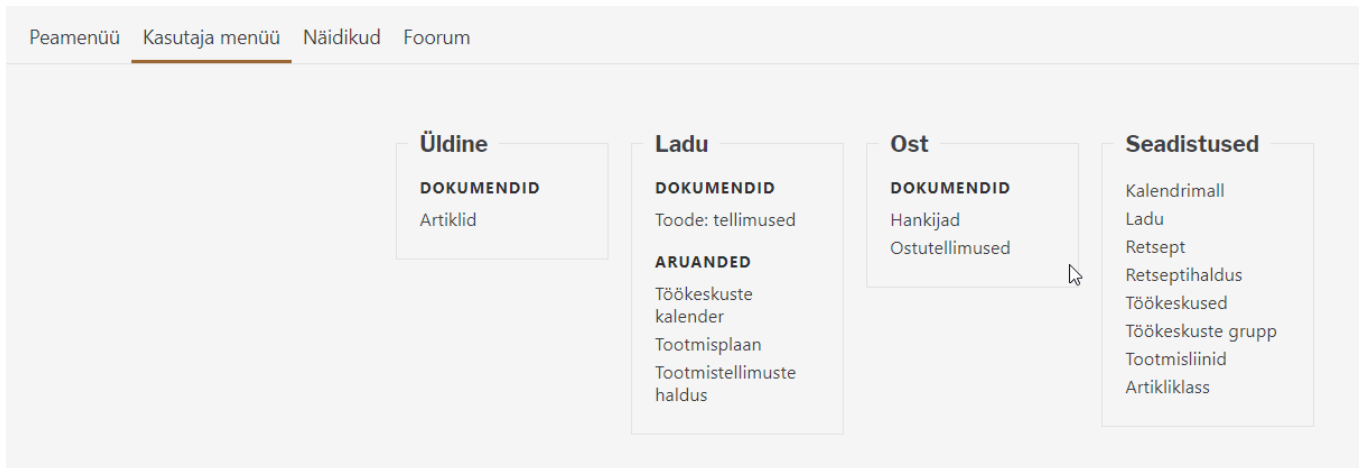 Peamenüü Kasutaja menüü Näidikud Foorum
Üldine
DOKUMENDID
Artiklid
Ladu
DOKUMENDID
Toode: tellimused
ARUANDED
Töökeskuste
kalender
Tootmisplaan
Tootmistellimuste
haldus
Ost
DOKUMENDID
Hankijad
Ostutellimused
Seadistused
Kalendrimall
Ladu
Retsept
Retseptihaldus
Töökeskused
Töökeskuste grupp
Tootmisliinid
Artikliklass